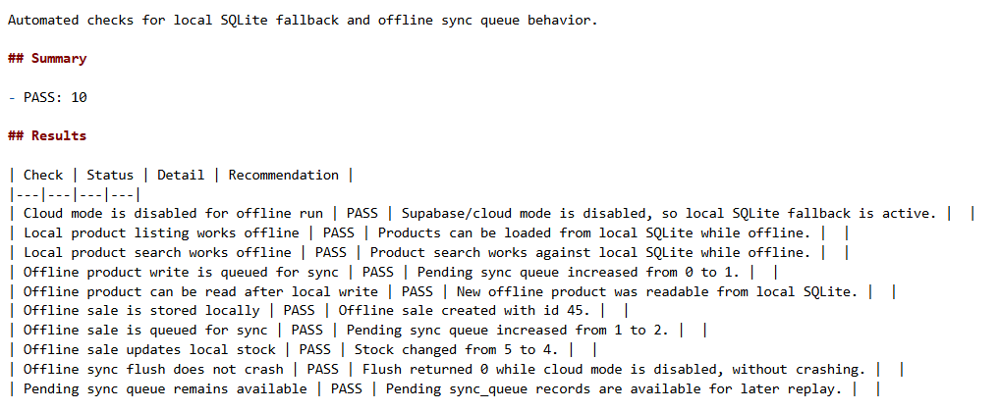 Automated checks for local SQLite fallback and offline sync queue behavior.
## Summary
- PASS: 10
## Results
| Check | Status | Detail | Recommendation |
|---|---|---|---|
| Cloud mode is disabled for offline run | PASS | Supabase/cloud mode is disabled, so local SQLite fallback is active. |  |
| Local product listing works offline | PASS | Products can be loaded from local SQLite while offline. |  |
| Local product search works offline | PASS | Product search works against local SQLite while offline. |  |
| Offline product write is queued for sync | PASS | Pending sync queue increased from 0 to 1. |  |
| Offline product can be read after local write | PASS | New offline product was readable from local SQLite. |  |
| Offline sale is stored locally | PASS | Offline sale created with id 45. |  |
| Offline sale is queued for sync | PASS | Pending sync queue increased from 1 to 2. |  |
| Offline sale updates local stock | PASS | Stock changed from 5 to 4. |  |
| Offline sync flush does not crash | PASS | Flush returned 0 while cloud mode is disabled, without crashing. |  |
| Pending sync queue remains available | PASS | Pending sync_queue records are available for later replay. |  |